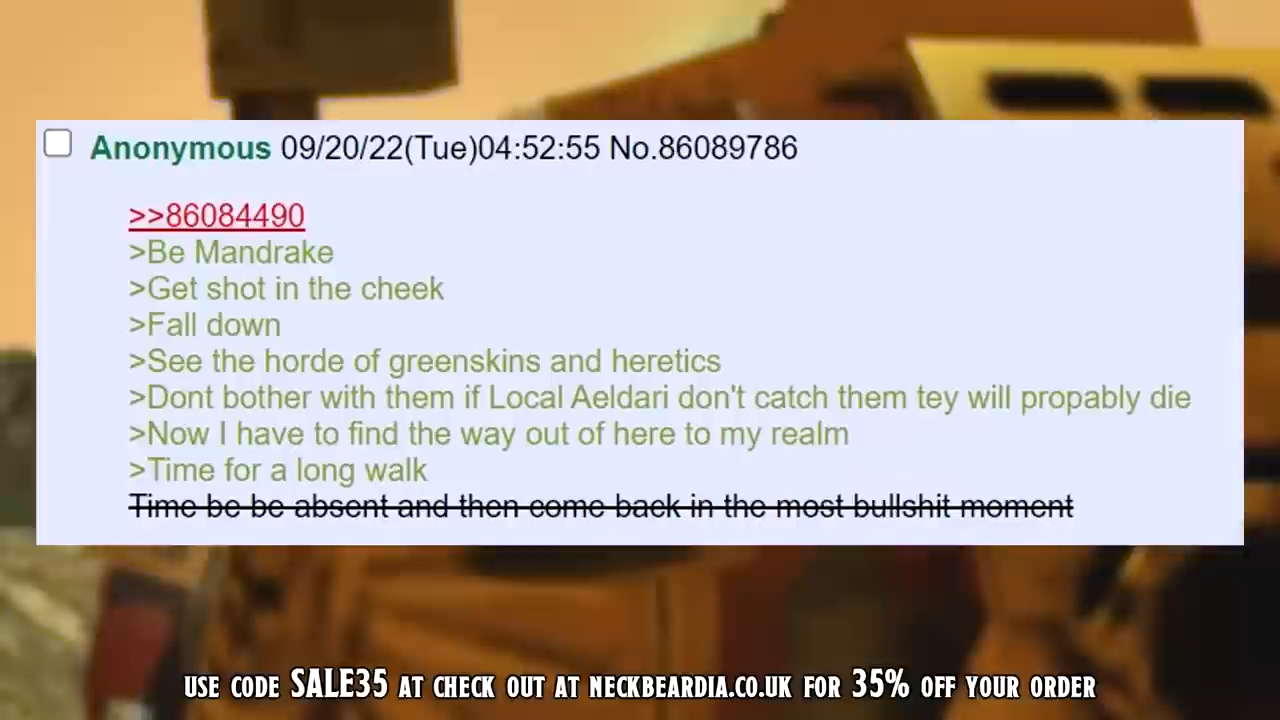 Anonymous 09/20/22(Tue)04:52:55 No.86089786
>>86084490
>Be Mandrake
>Get shot in the cheek
>Fall down
>See the horde of greenskins and heretics
>Dont bother with them if Local Aeldari don't catch them tey will propably die
>Now I have to find the way out of here to my realm
>Time for a long walk
Time be be absent and then come back in the most bullshit moment
USE CODE SALE35 AT CHECK OUT AT NECKBEARDIA.CO.UK FOR 35% OFF YOUR ORDER